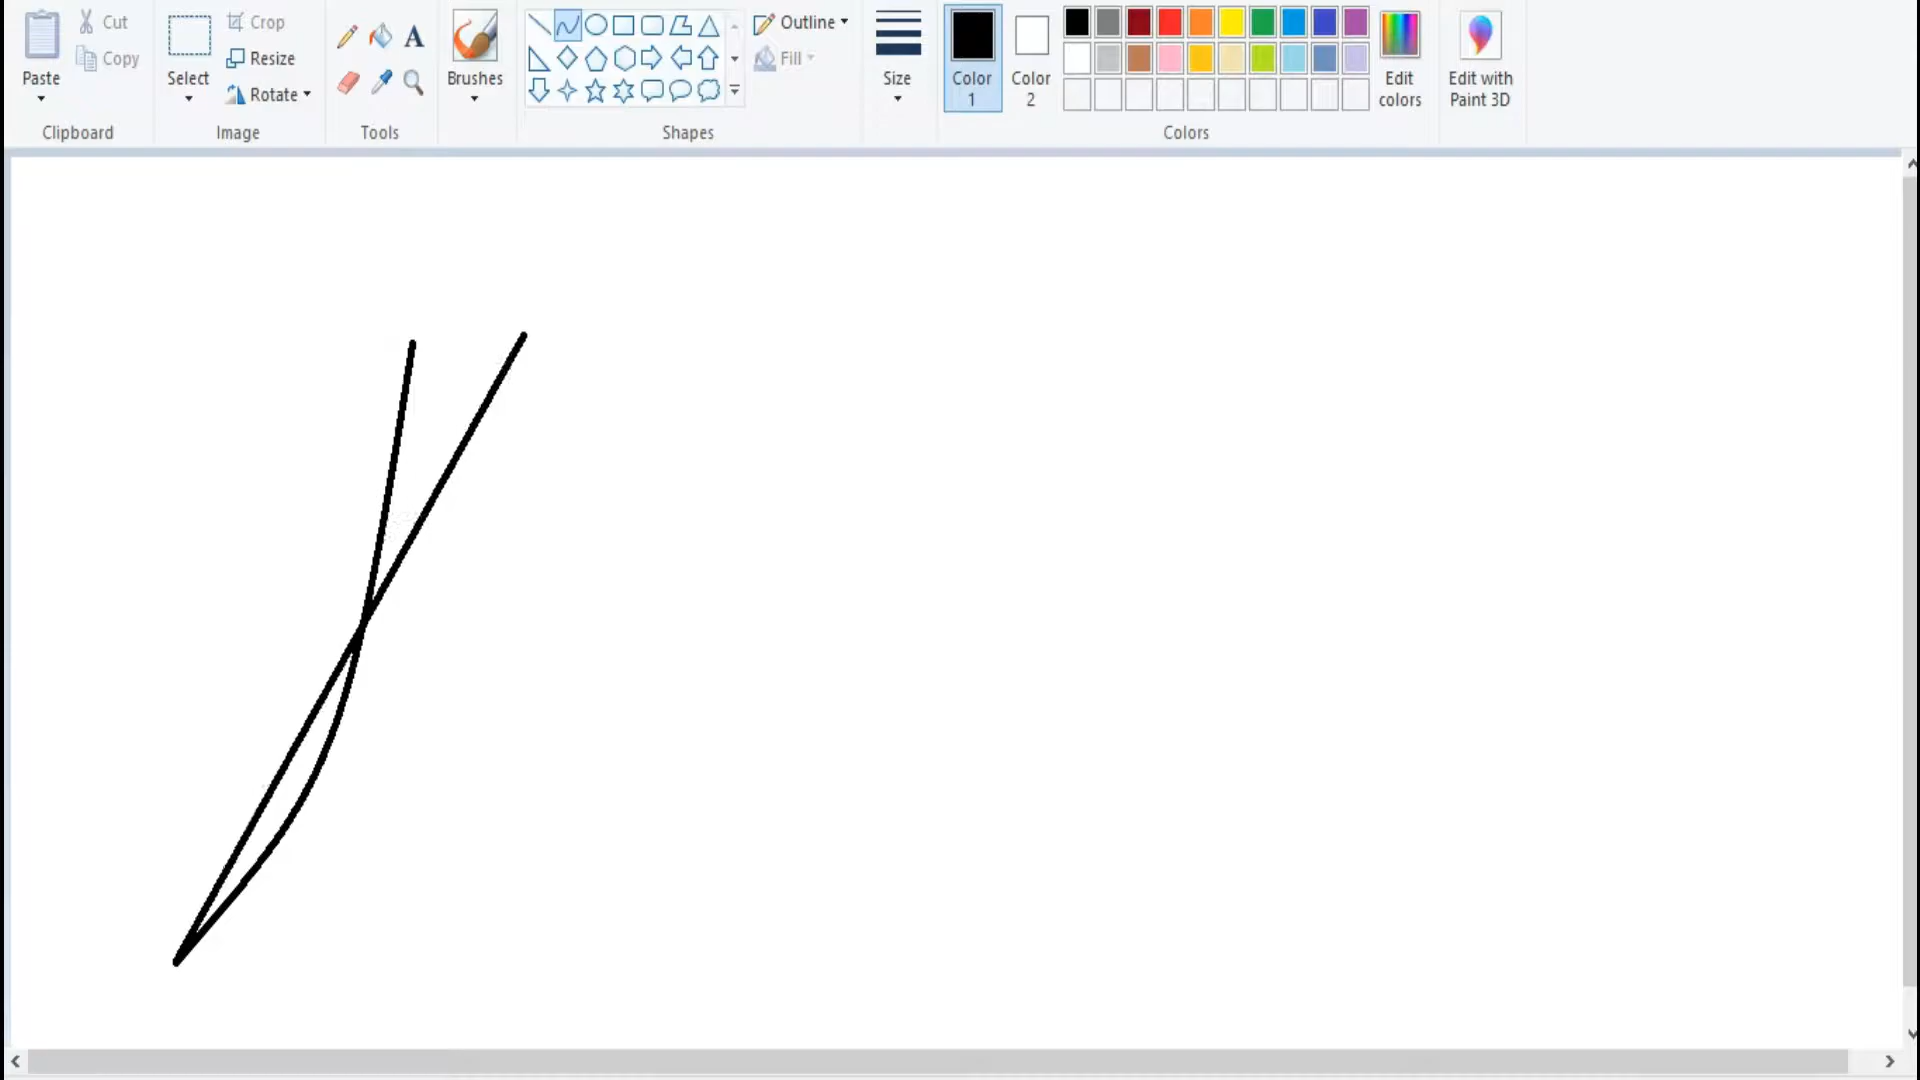 Paste
Cut
Copy
Clipboard
Select
Crop
Resize
Rotate
Image
A
Tools
Brushes
Outline
Fill
Shapes
Size
Color
1
Color
2
Edit
colors
Colors
Edit with
Paint 3D